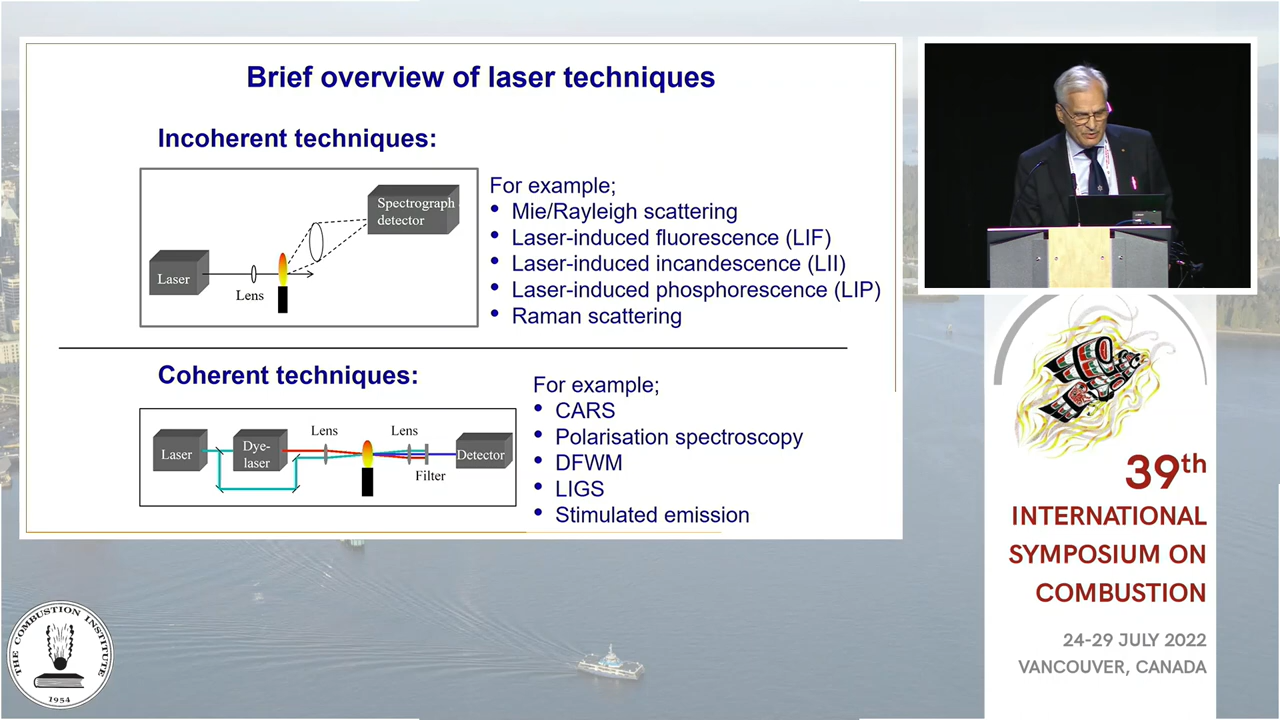 Brief overview of laser techniques
Incoherent techniques:
Laser
Lens
Spectrograph
detector
For example;
• Mie/Rayleigh scattering
• Laser-induced fluorescence (LIF)
• Laser-induced incandescence (LII)
• Laser-induced phosphorescence (LIP)
• Raman scattering
Coherent techniques:
Laser
Dye-
laser
Lens
Lens
Filter
Detector
For example;
• CARS
• Polarisation spectroscopy
• DFWM
• LIGS
• Stimulated emission
39th
INTERNATIONAL
SYMPOSIUM ON
COMBUSTION
24-29 JULY 2022
VANCOUVER, CANADA
THE COMBUSTION INSTITUTE
1954